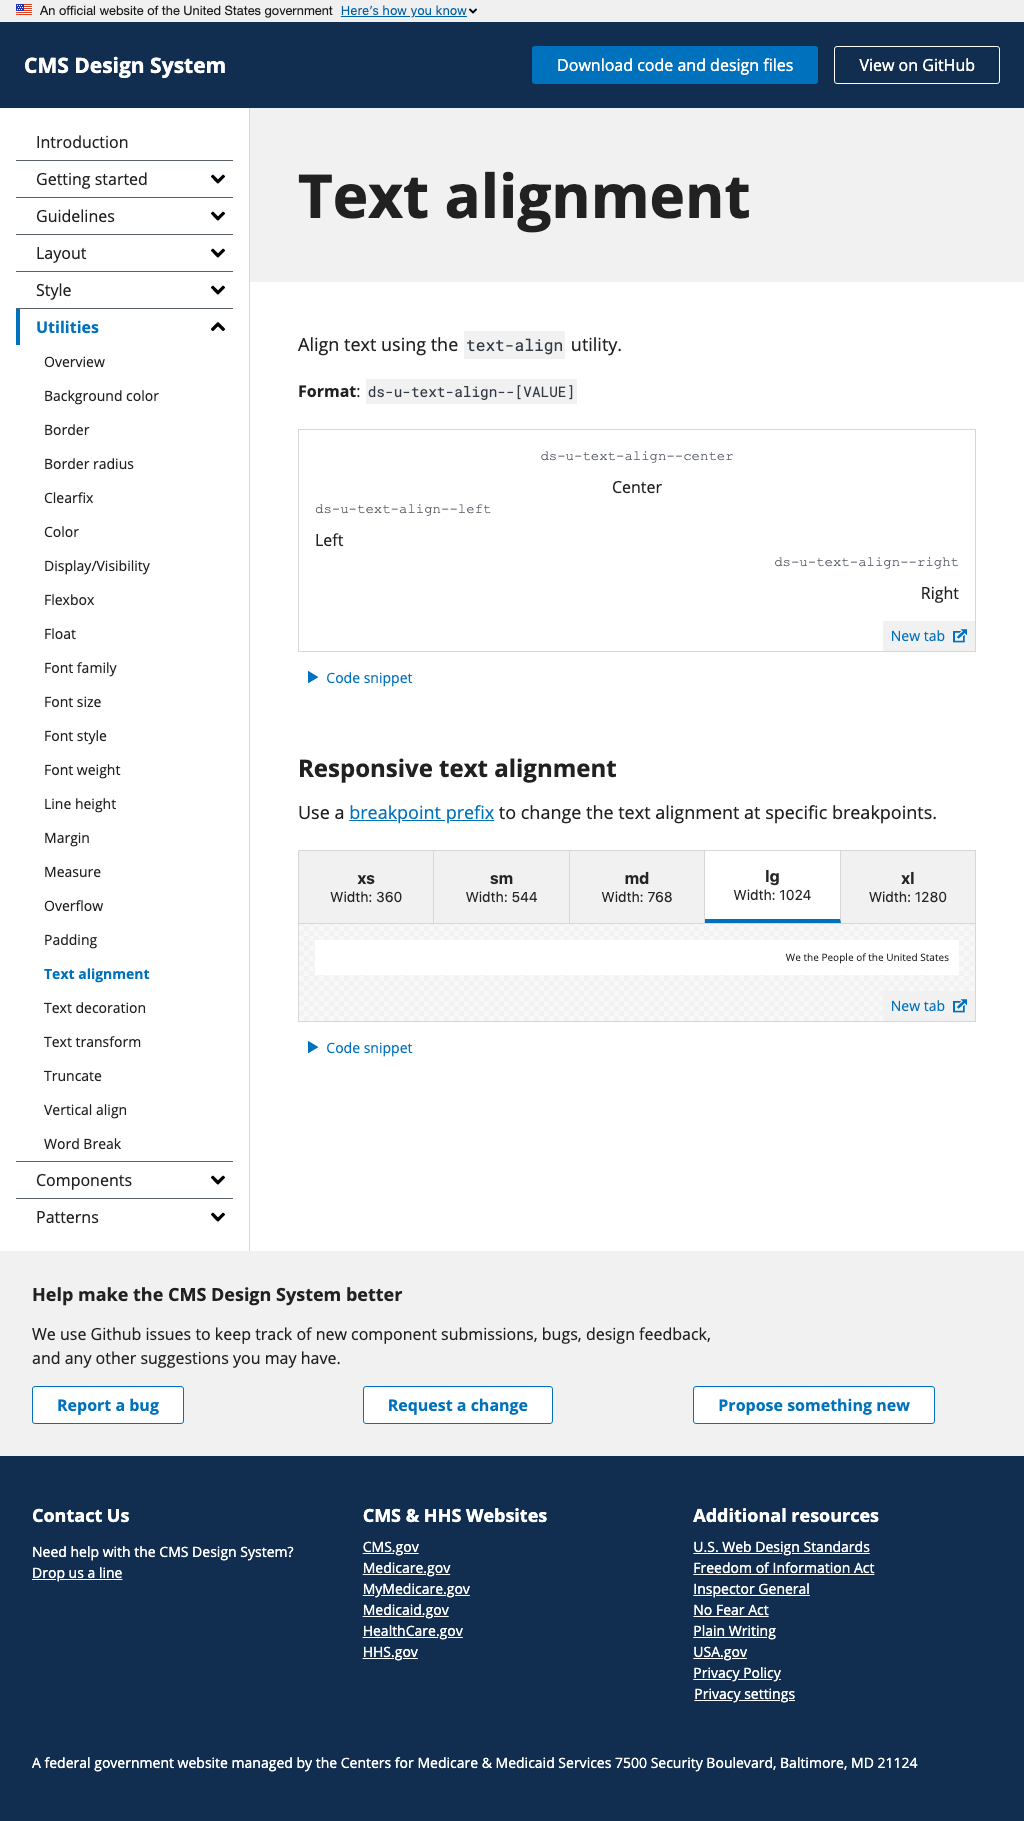 An official website of the United States government Here's how you know
CMS Design System
Download code and design files
View on GitHub
Introduction
Getting started
Guidelines
Layout
Style
Utilities
Overview
Background color
Border
Border radius
Clearfix
Color
Display/Visibility
Flexbox
Float
Font family
Font size
Font style
Font weight
Line height
Margin
Measure
Overflow
Padding
Text alignment
Text decoration
Text transform
Truncate
Vertical align
Word Break
Components
Patterns
Text alignment
Align text using the text-align utility.
Format: ds-u-text-align--[VALUE]
ds-u-text-align--center
Center
ds-u-text-align--left
Left
ds-u-text-align--right
Right
New tab
Code snippet
Responsive text alignment
Use a breakpoint prefix to change the text alignment at specific breakpoints.
xs
Width: 360
sm
Width: 544
md
Width: 768
lg
Width: 1024
xl
Width: 1280
We the People of the United States
New tab
Code snippet
Help make the CMS Design System better
We use Github issues to keep track of new component submissions, bugs, design feedback,
and any other suggestions you may have.
Report a bug
Request a change
Propose something new
Contact Us
Need help with the CMS Design System?
Drop us a line
CMS & HHS Websites
CMS.gov
Medicare.gov
MyMedicare.gov
Medicaid.gov
HealthCare.gov
HHS.gov
Additional resources
U.S. Web Design Standards
Freedom of Information Act
Inspector General
No Fear Act
Plain Writing
USA.gov
Privacy Policy
Privacy settings
A federal government website managed by the Centers for Medicare & Medicaid Services 7500 Security Boulevard, Baltimore, MD 21124